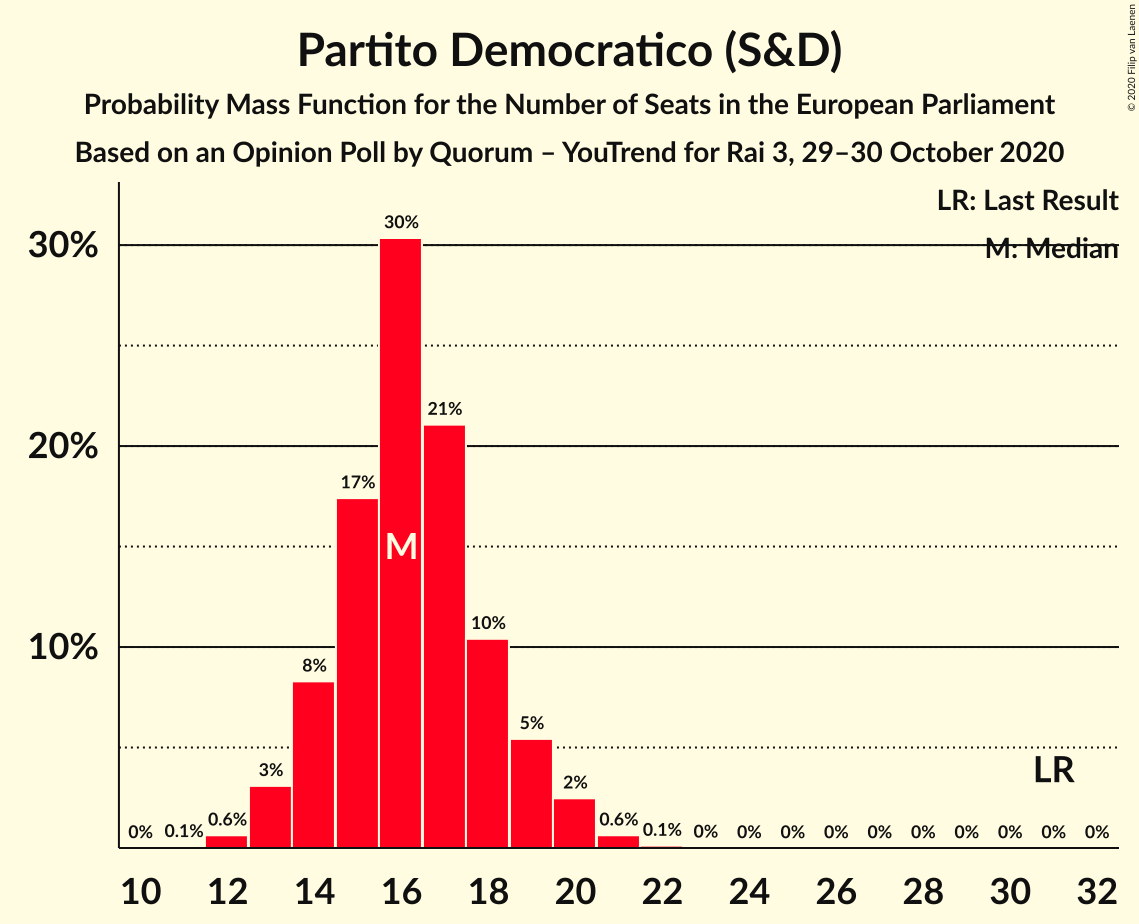 Partito Democratico (S&D)
Probability Mass Function for the Number of Seats in the European Parliament
Based on an Opinion Poll by Quorum – YouTrend for Rai 3, 29–30 October 2020
© 2020 Filip van Laenen
LR: Last Result
M: Median
30%
20%
10%
0% 0.1% 0.6% 3% 8% 17% 30% 21% 10% 5% 2% 0.6% 0.1% 0% 0% 0% 0% 0% 0% 0% 0% 0% 0%
M
LR
10 12 14 16 18 20 22 24 26 28 30 32